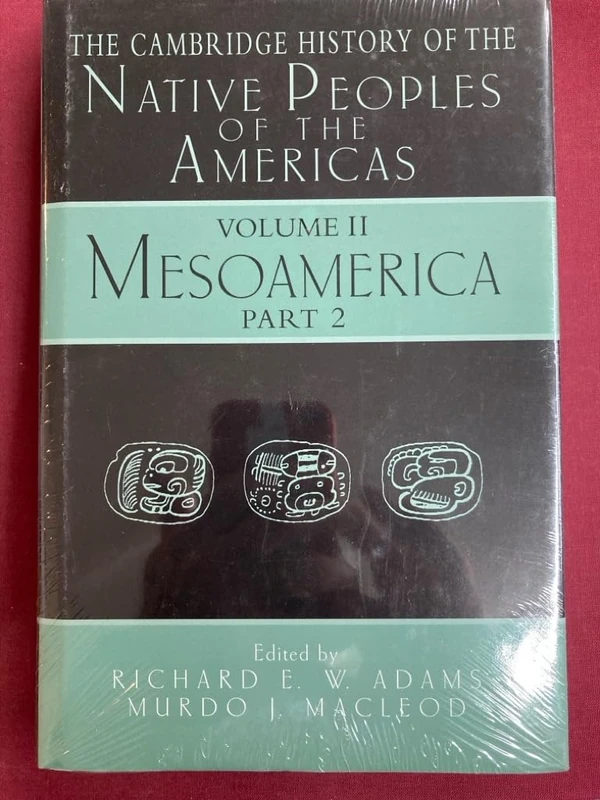 THE CAMBRIDGE HISTORY OF THE
NATIVE PEOPLES
OF THE
AMERICAS
VOLUME II
MESOAMERICA
PART 2
Edited by
RICHARD E. W. ADAMS
MURDO J. MACLEOD